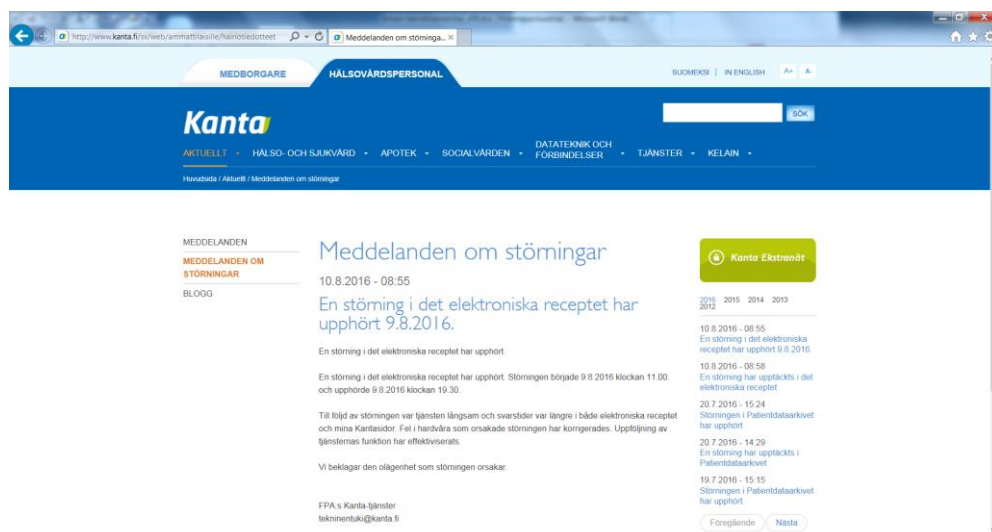 http://www.kanta.fi/sv/web/ammattilaisille/hairiotiedotteet
Meddelanden om störninga...
MEDBORGARE
HÄLSOVÅRDSPERSONAL
SUOMEKSI | IN ENGLISH A+ A-
Kanta
SÖK
AKTUELLT HÄLSO- OCH SJUKVÅRD APOTEK SOCIALVÅRDEN DATATEKNIK OCH FÖRBINDELSER TJÄNSTER KELAIN
Huvudsida / Aktuellt / Meddelanden om störningar
MEDDELANDEN
MEDDELANDEN OM
STÖRNINGAR
BLOGG
Meddelanden om störningar
10.8.2016 - 08:55
En störning i det elektroniska receptet har
upphört 9.8.2016.
En störning i det elektroniska receptet har upphört.
En störning i det elektroniska receptet har upphört. Störningen började 9.8.2016 klockan 11.00.
och upphörde 9.8.2016 klockan 19.30.
Till följd av störningen var tjänsten långsam och svarstider var längre i både elektroniska receptet
och mina Kantasidor. Fel i hardvåra som orsakade störningen har korrigerades. Uppföljning av
tjänsternas funktion har effektiviserats.
Vi beklagar den olägenhet som störningen orsakar.
FPA:s Kanta-tjänster
tekninentuki@kanta.fi
Kanta Ekstranät
2016 2015 2014 2013
2012
10.8.2016 - 08:55
En störning i det elektroniska
receptet har upphört 9.8.2016.
10.8.2016 - 08:58
En störning har upptäckts i det
elektroniska receptet
20.7.2016 - 15:24
Störningen i Patientdataarkivet
har upphört
20.7.2016 - 14:29
En störning har upptäckts i
Patientdataarkivet
19.7.2016 - 15:15
Störningen i Patientdataarkivet
har upphört.
Föregående Nästa